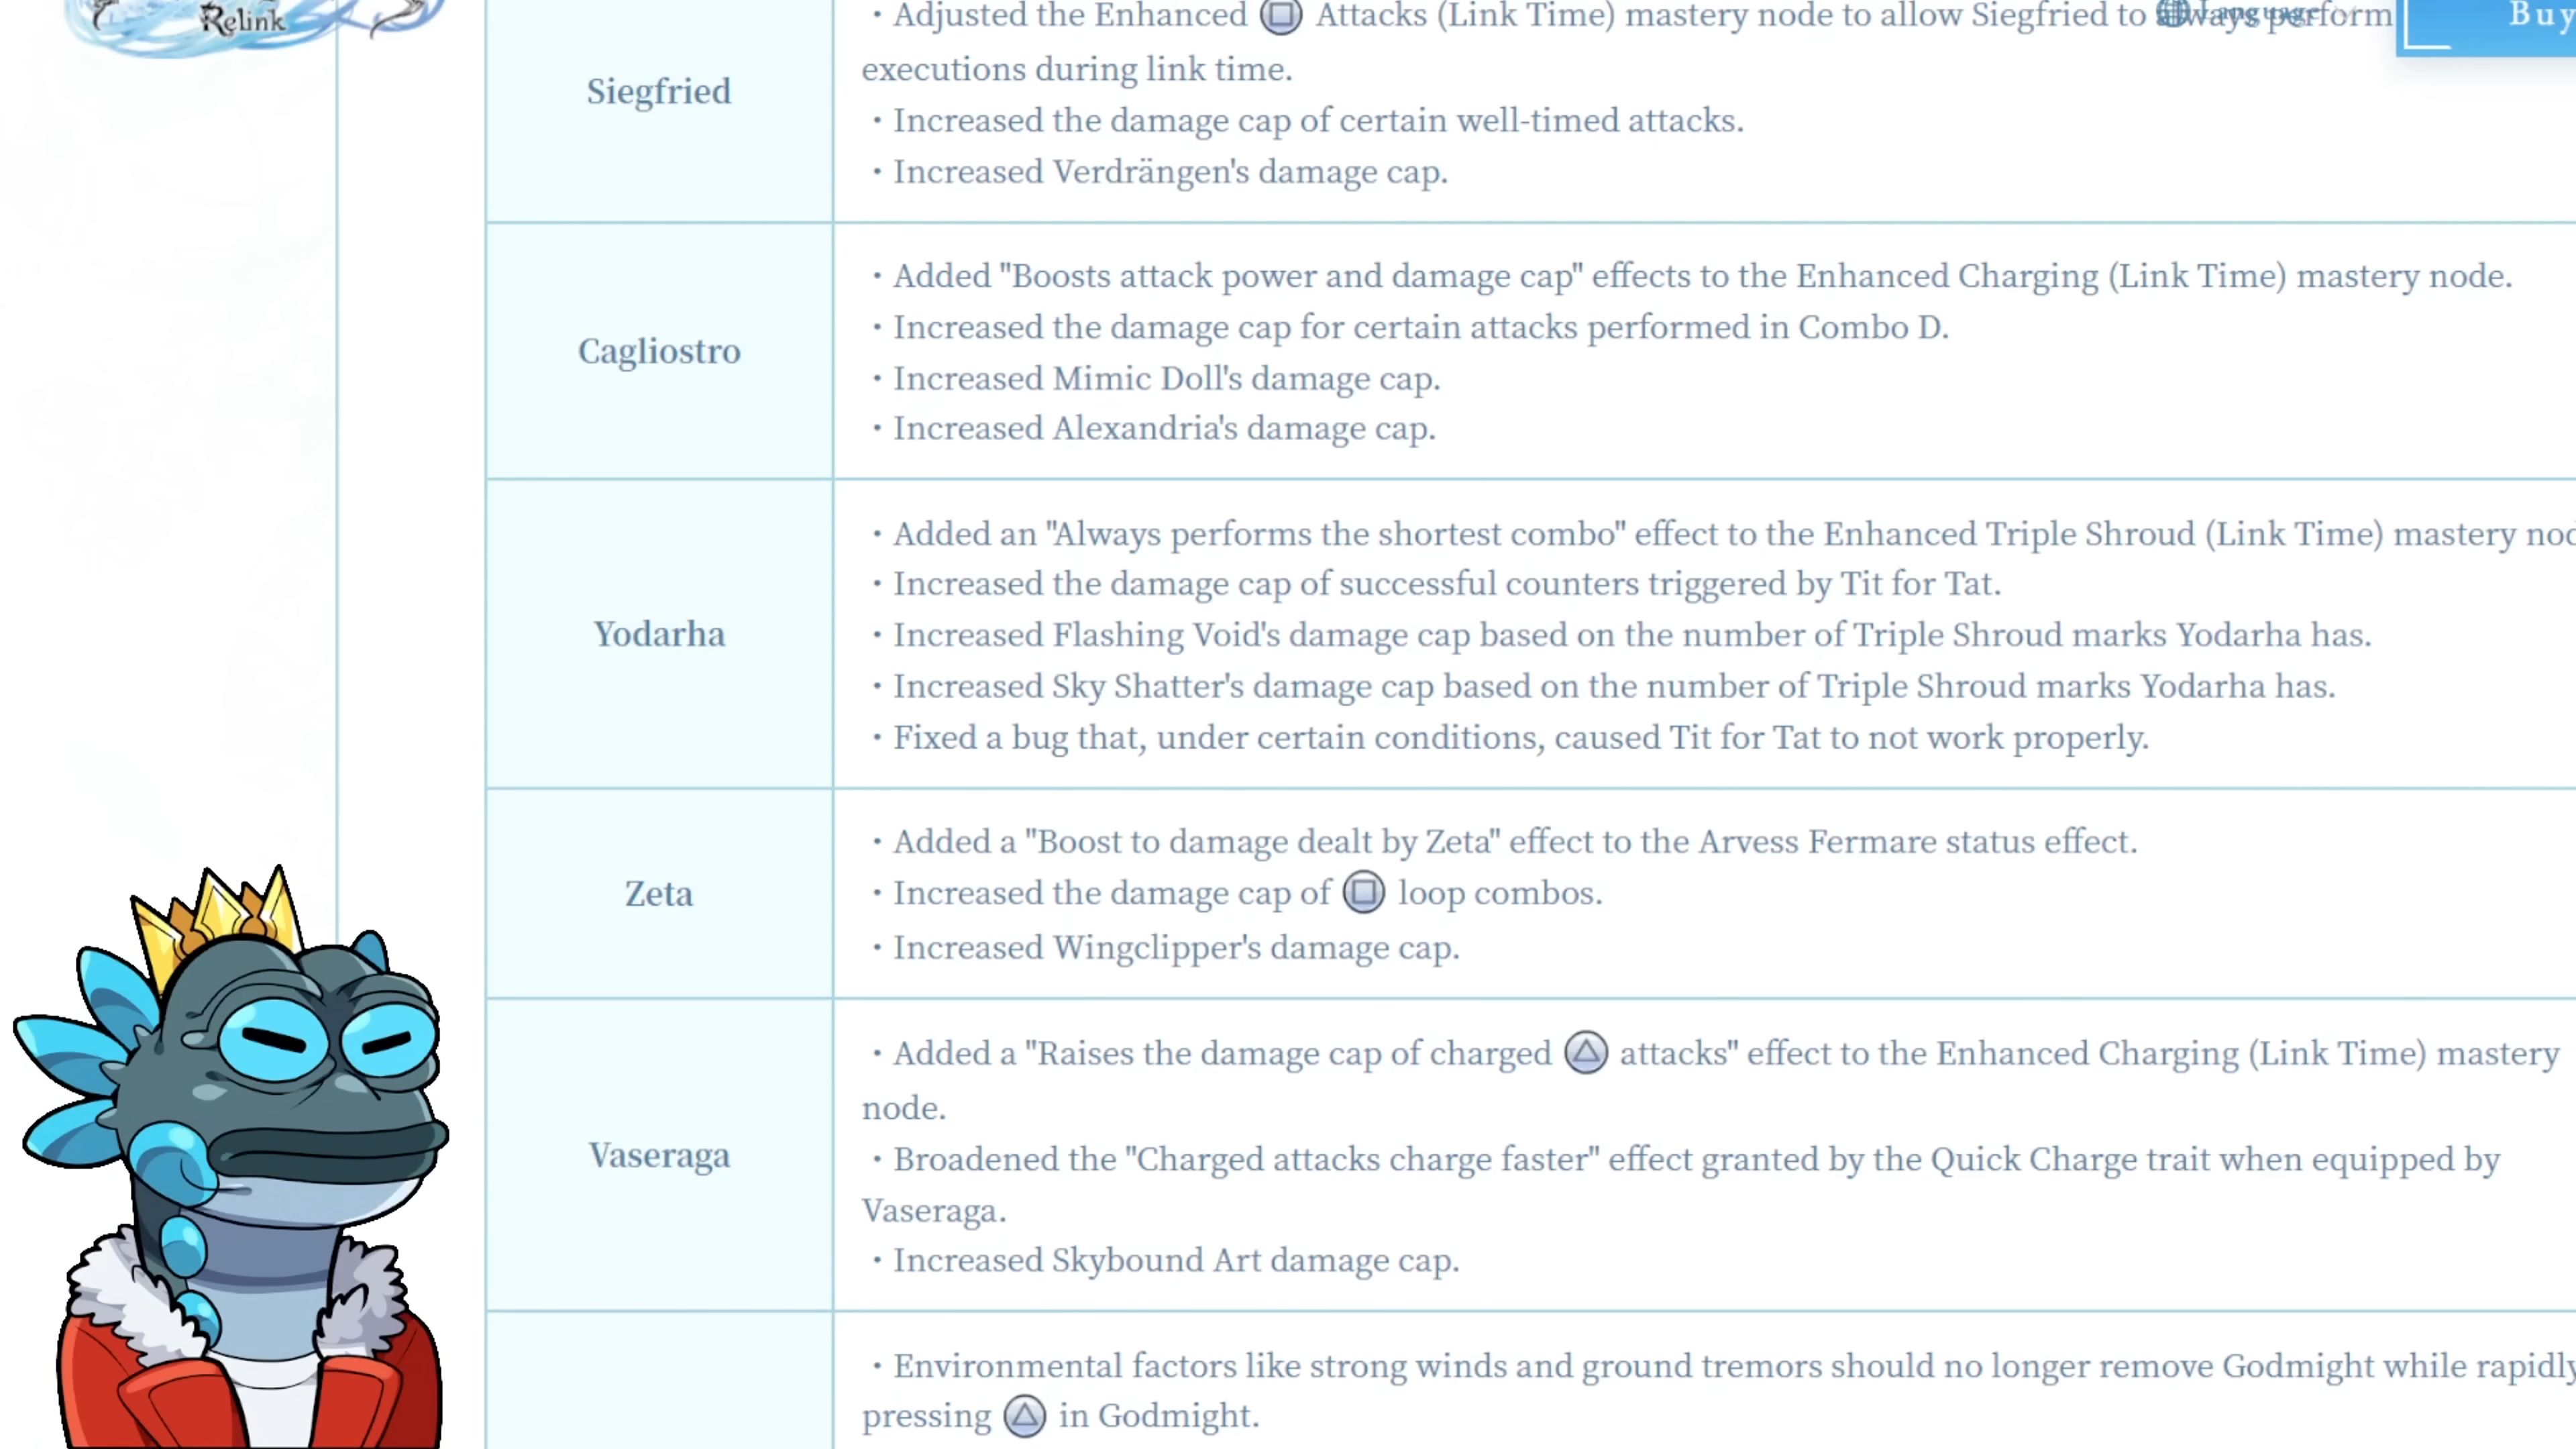 Relink
・Adjusted the Enhanced Attacks (Link Time) mastery node to allow Siegfried to always perform
Language
Buy
Siegfried
executions during link time.
・Increased the damage cap of certain well-timed attacks.
・Increased Verdrängen's damage cap.
Cagliostro
・Added "Boosts attack power and damage cap" effects to the Enhanced Charging (Link Time) mastery node.
・Increased the damage cap for certain attacks performed in Combo D.
・Increased Mimic Doll's damage cap.
・Increased Alexandria's damage cap.
Yodarha
・Added an "Always performs the shortest combo" effect to the Enhanced Triple Shroud (Link Time) mastery
・Increased the damage cap of successful counters triggered by Tit for Tat.
・Increased Flashing Void's damage cap based on the number of Triple Shroud marks Yodarha has.
・Increased Sky Shatter's damage cap based on the number of Triple Shroud marks Yodarha has.
・Fixed a bug that, under certain conditions, caused Tit for Tat to not work properly.
Zeta
・Added a "Boost to damage dealt by Zeta" effect to the Arvess Fermare status effect.
・Increased the damage cap of loop combos.
・Increased Wingclipper's damage cap.
Vaseraga
・Added a "Raises the damage cap of charged attacks" effect to the Enhanced Charging (Link Time) mastery
node.
・Broadened the "Charged attacks charge faster" effect granted by the Quick Charge trait when equipped by
Vaseraga.
・Increased Skybound Art damage cap.
・Environmental factors like strong winds and ground tremors should no longer remove Godmight while rapidly
pressing in Godmight.